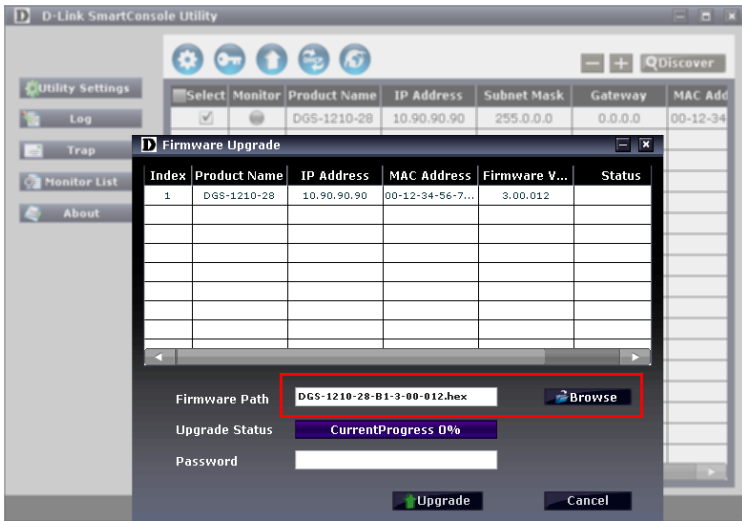 D D-Link SmartConsole Utility
Discover
Utility Settings
Log
Trap
Monitor List
About
Select Monitor Product Name IP Address Subnet Mask Gateway MAC Add
DGS-1210-28 10.90.90.90 255.0.0.0 0.0.0.0 00-12-34
D Firmware Upgrade
Index Product Name IP Address MAC Address Firmware V... Status
1 DGS-1210-28 10.90.90.90 00-12-34-56-7... 3.00.012
Firmware Path DGS-1210-28-B1-3-00-012.hex Browse
Upgrade Status CurrentProgress 0%
Password
Upgrade Cancel